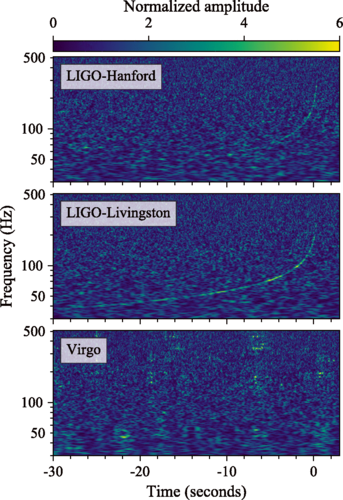 Normalized amplitude
0 2 4 6
LIGO-Hanford
500
100
50
LIGO-Livingston
500
100
50
Frequency (Hz)
Virgo
500
100
50
-30 -20 -10 0
Time (seconds)